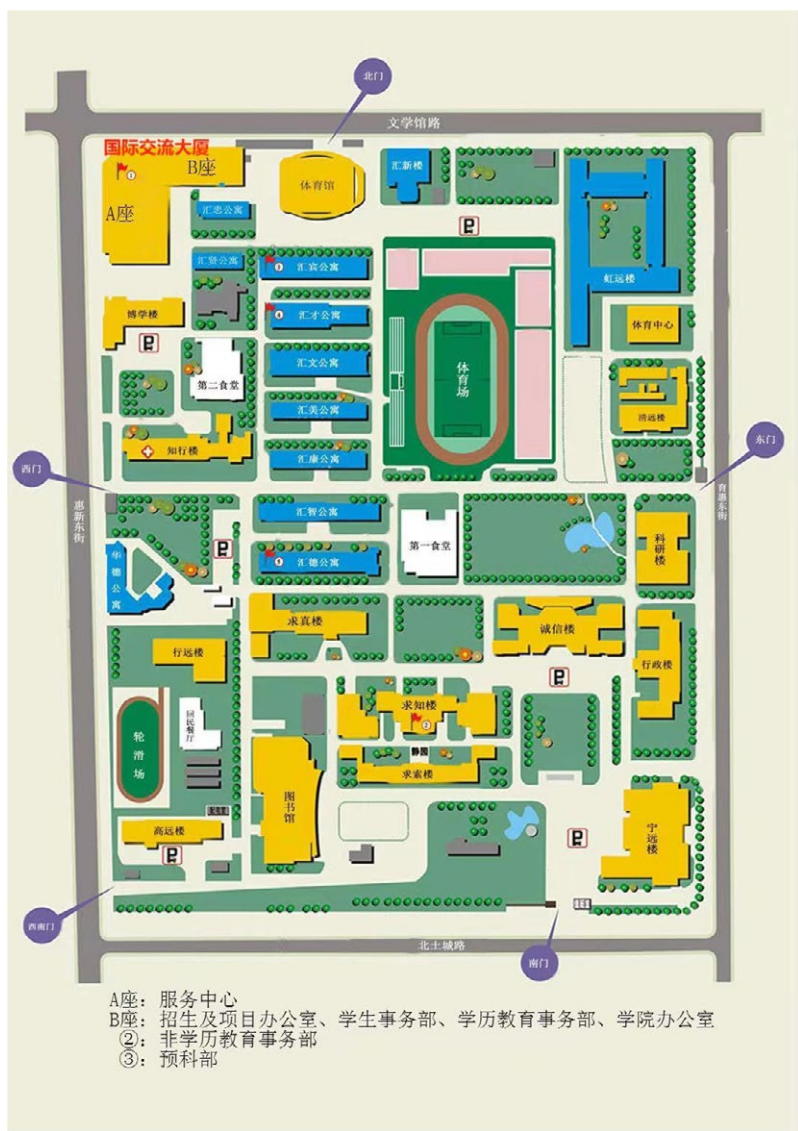 北门
文学馆路
国际交流大厦
B座
①
A座
体育馆
汇新楼
汇忠公寓
汇贤公寓
③
汇宾公寓
虹远楼
博学楼
④
汇才公寓
体育中心
汇文公寓
体育场
第二食堂
汇美公寓
清远楼
知行楼
汇康公寓
东门
西门
惠新东街
育惠东街
汇智公寓
第一食堂
科研楼
华德公寓
汇德公寓
求真楼
诚信楼
行远楼
行政楼
求知楼
②
回民餐厅
轮滑场
静园
求索楼
图书馆
高远楼
宁远楼
西南门
北土城路
南门
A座：服务中心
B座：招生及项目办公室、学生事务部、学历教育事务部、学院办公室
②：非学历教育事务部
③：预科部